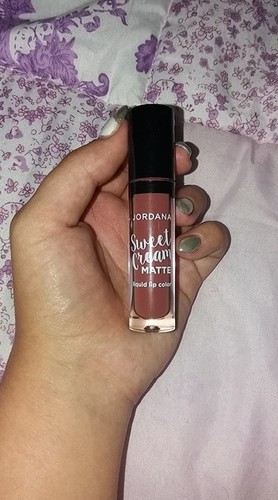 JORDANA
Sweet
Cream
MATTE
liquid lip color